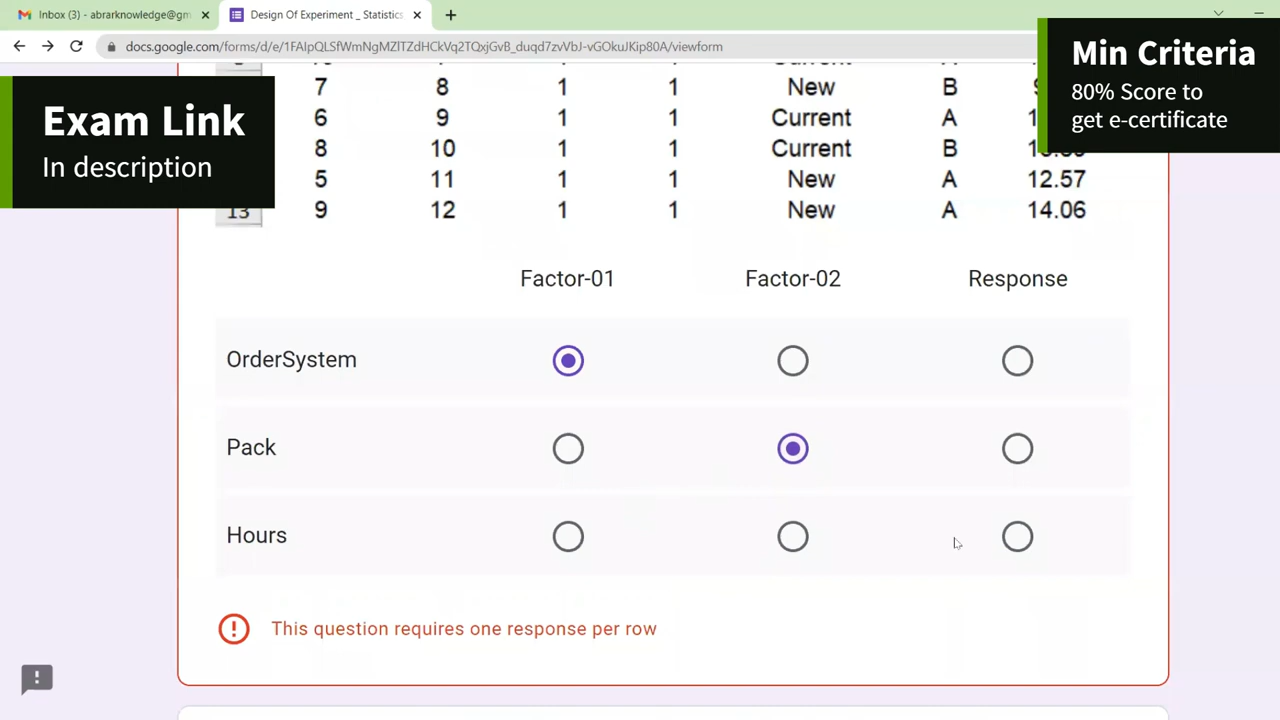 Inbox (3) - abrarknowledge@gm
Design Of Experiment _ Statistics
docs.google.com/forms/d/e/1FAIpQLSfWmNgMZlTZdHCkVq2TQxjGvB_duqd7zvVbJ-vGOkuJKip80A/viewform
Exam Link
In description
Min Criteria
80% Score to
get e-certificate
7 8 1 1 New B
6 9 1 1 Current A
8 10 1 1 Current B
5 11 1 1 New A 12.57
13 9 12 1 1 New A 14.06
Factor-01 Factor-02 Response
OrderSystem
Pack
Hours
This question requires one response per row